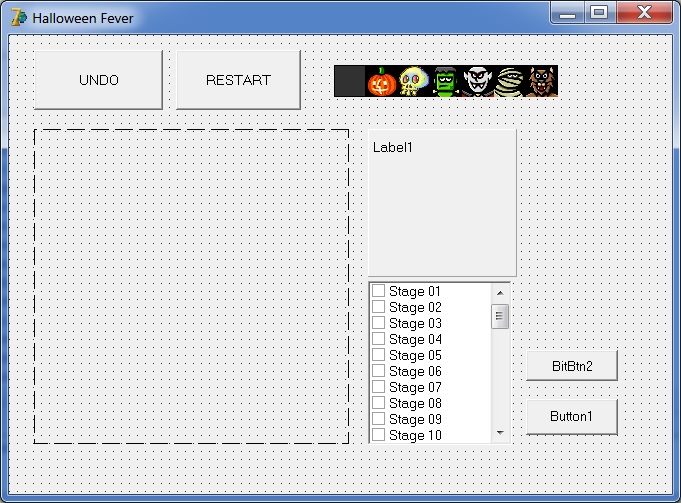 Halloween Fever
UNDO
RESTART
Label1
Stage 01
Stage 02
Stage 03
Stage 04
Stage 05
Stage 06
Stage 07
Stage 08
Stage 09
Stage 10
BitBtn2
Button1